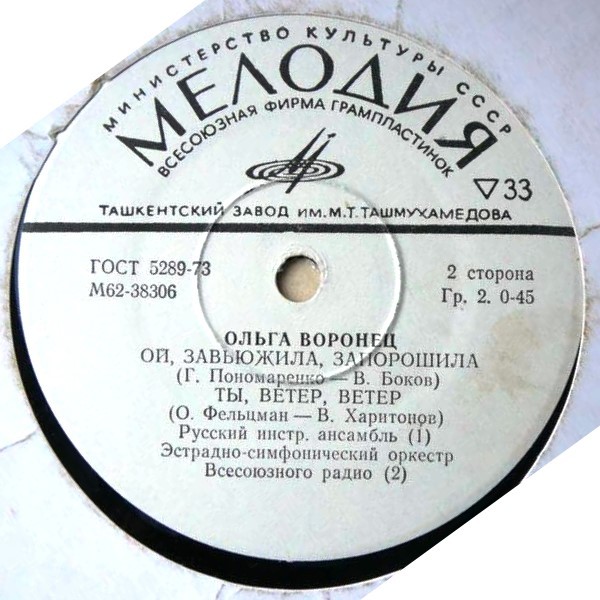 МИНИСТЕРСТВО КУЛЬТУРЫ СССР
МЕЛОДИЯ
ВСЕСОЮЗНАЯ ФИРМА ГРАМПЛАСТИНОК
▽33
ТАШКЕНТСКИЙ ЗАВОД ИМ.М.Т.ТАШМУХАМЕДОВА
ГОСТ 5289-73
М62-38306
2 сторона
Гр. 2. 0-45
ОЛЬГА ВОРОНЕЦ
ОЙ, ЗАВЬЮЖИЛА, ЗАПОРОШИЛА
(Г. Пономаренко — В. Боков)
ТЫ, ВЕТЕР, ВЕТЕР
(О. Фельцман — В. Харитонов)
Русский инстр. ансамбль (1)
Эстрадно-симфонический оркестр
Всесоюзного радио (2)